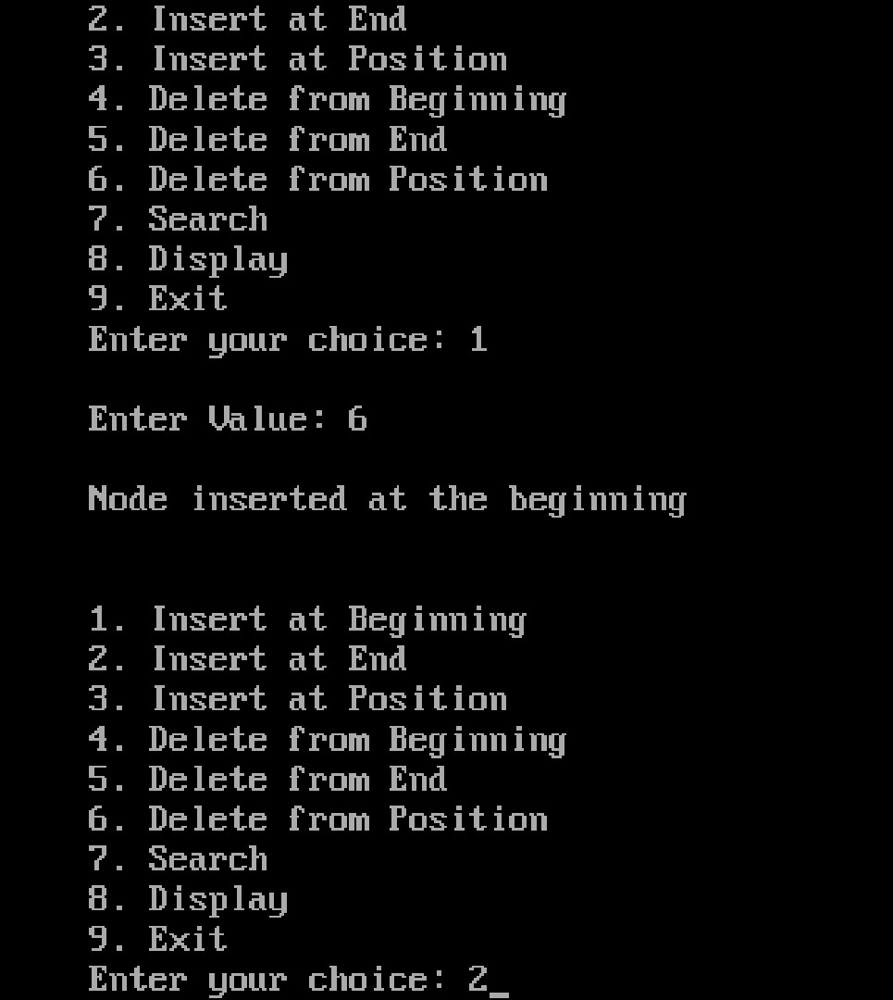 2. Insert at End
3. Insert at Position
4. Delete from Beginning
5. Delete from End
6. Delete from Position
7. Search
8. Display
9. Exit
Enter your choice: 1
Enter Value: 6
Node inserted at the beginning
1. Insert at Beginning
2. Insert at End
3. Insert at Position
4. Delete from Beginning
5. Delete from End
6. Delete from Position
7. Search
8. Display
9. Exit
Enter your choice: 2_